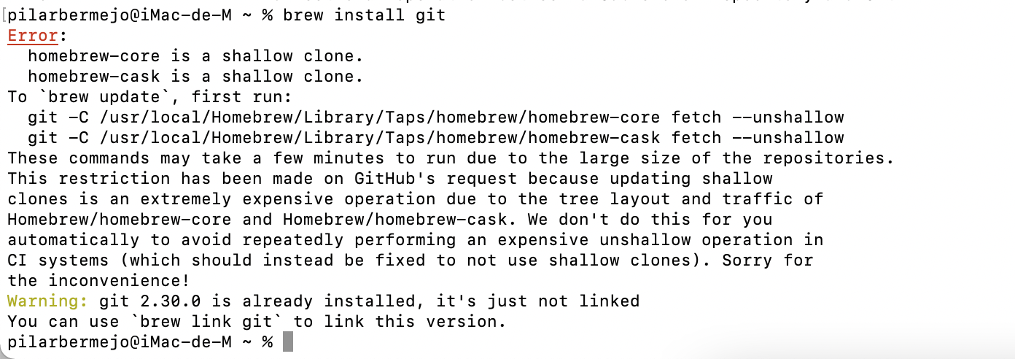 [pilarbermejo@iMac-de-M ~ % brew install git
Error:
homebrew-core is a shallow clone.
homebrew-cask is a shallow clone.
To `brew update`, first run:
git -C /usr/local/Homebrew/Library/Taps/homebrew/homebrew-core fetch --unshallow
git -C /usr/local/Homebrew/Library/Taps/homebrew/homebrew-cask fetch --unshallow
These commands may take a few minutes to run due to the large size of the repositories.
This restriction has been made on GitHub's request because updating shallow
clones is an extremely expensive operation due to the tree layout and traffic of
Homebrew/homebrew-core and Homebrew/homebrew-cask. We don't do this for you
automatically to avoid repeatedly performing an expensive unshallow operation in
CI systems (which should instead be fixed to not use shallow clones). Sorry for
the inconvenience!
Warning: git 2.30.0 is already installed, it's just not linked
You can use `brew link git` to link this version.
pilarbermejo@iMac-de-M ~ %